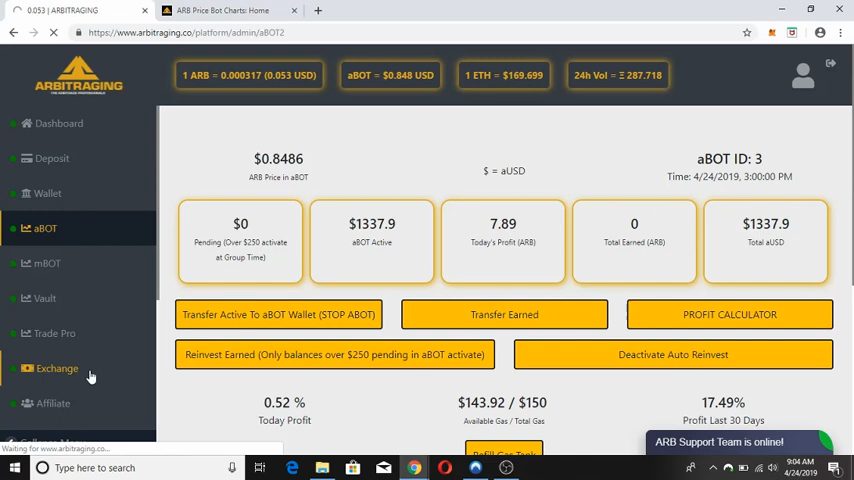 0.053 | ARBITRAGING
ARB Price Bot Charts: Home
https://www.arbitraging.co/platform/admin/aBOT2
ARBITRAGING
1 ARB = 0.000317 (0.053 USD)
aBOT = $0.848 USD
1 ETH = $169.699
24h Vol = Ξ 287.718
Dashboard
Deposit
Wallet
aBOT
mBOT
Vault
Trade Pro
Exchange
Affiliate
$0.8486
ARB Price in aBOT
$ = aUSD
aBOT ID: 3
Time: 4/24/2019, 3:00:00 PM
$0
Pending (Over $250 activate
at Group Time)
$1337.9
aBOT Active
7.89
Today's Profit (ARB)
0
Total Earned (ARB)
$1337.9
Total aUSD
Transfer Active To aBOT Wallet (STOP ABOT)
Transfer Earned
PROFIT CALCULATOR
Reinvest Earned (Only balances over $250 pending in aBOT activate)
Deactivate Auto Reinvest
0.52 %
Today Profit
$143.92 / $150
Available Gas / Total Gas
17.49%
Profit Last 30 Days
Refill Gas Tank
ARB Support Team is online!
Waiting for www.arbitraging.co...
Type here to search
9:04 AM
4/24/2019